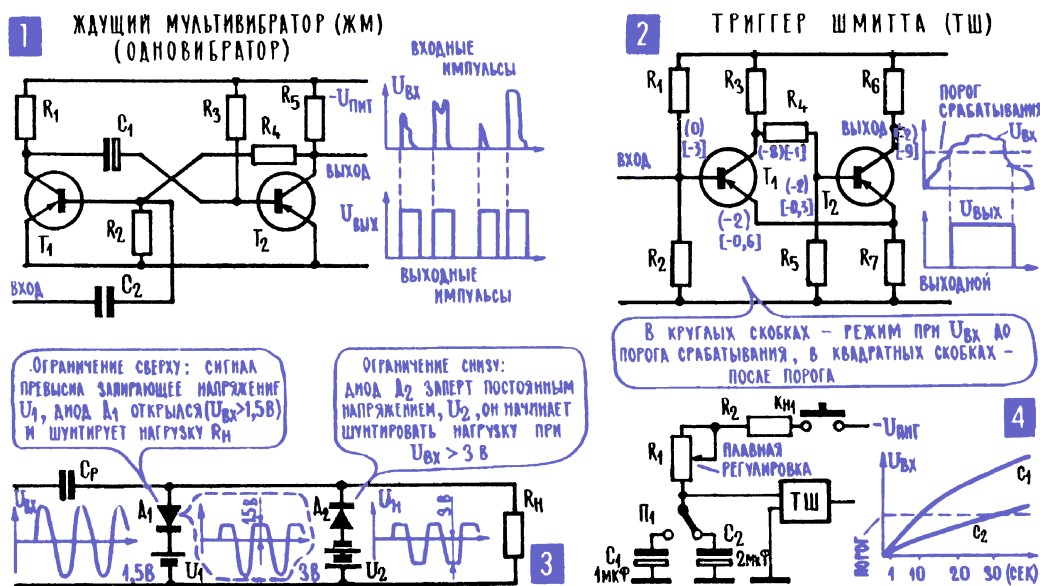 1
ЖДУЩИЙ МУЛЬТИВИБРАТОР (ЖМ)
(ОДНОВИБРАТОР)
R1
C1
R3
R5
R4
-Uпит
ВЫХОД
T1
R2
T2
ВХОД
C2
ВХОДНЫЕ
ИМПУЛЬСЫ
Uвх
Uвых
ВЫХОДНЫЕ
ИМПУЛЬСЫ
2
ТРИГГЕР ШМИТТА (ТШ)
R1
R3
R4
R6
ВЫХОД
(-2)
[-9]
ВХОД
(0)
[-3]
(-8)[-1]
T1
(-2)
[-0,3]
T2
(-2)
[-0,6]
R2
R5
R7
ПОРОГ
СРАБАТЫВАНИЯ
Uвх
Uвых
ВЫХОДНОЙ
В КРУГЛЫХ СКОБКАХ – РЕЖИМ ПРИ Uвх ДО
ПОРОГА СРАБАТЫВАНИЯ, В КВАДРАТНЫХ СКОБКАХ –
ПОСЛЕ ПОРОГА
ОГРАНИЧЕНИЕ СВЕРХУ: СИГНАЛ
ПРЕВЫСИЛ ЗАПИРАЮЩЕЕ НАПРЯЖЕНИЕ
U1, ДИОД Д1 ОТКРЫЛСЯ (Uвх>1,5В)
И ШУНТИРУЕТ НАГРУЗКУ Rн
ОГРАНИЧЕНИЕ СНИЗУ:
ДИОД Д2 ЗАПЕРТ ПОСТОЯННЫМ
НАПРЯЖЕНИЕМ, U2, ОН НАЧИНАЕТ
ШУНТИРОВАТЬ НАГРУЗКУ ПРИ
Uвх > 3 В
Cр
Uвх
Д1
1,5В
Д2
Uн
3В
Rн
1,5В
U1
3В
U2
3
4
R2
Кн1
-Uпит
R1
ПЛАВНАЯ
РЕГУЛИРОВКА
ТШ
П1
C1
1мкФ
C2
2мкФ
Uвх
C1
C2
ПОРОГ
1 10 20 30 (СЕК)